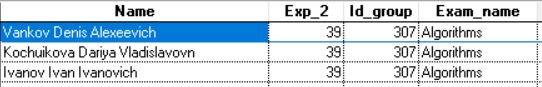 Name Exp_2 Id_group Exam_name
Vankov Denis Alexeevich 39 307 Algorithms
Kochuikova Dariya Vladislavovn 39 307 Algorithms
Ivanov Ivan Ivanovich 39 307 Algorithms